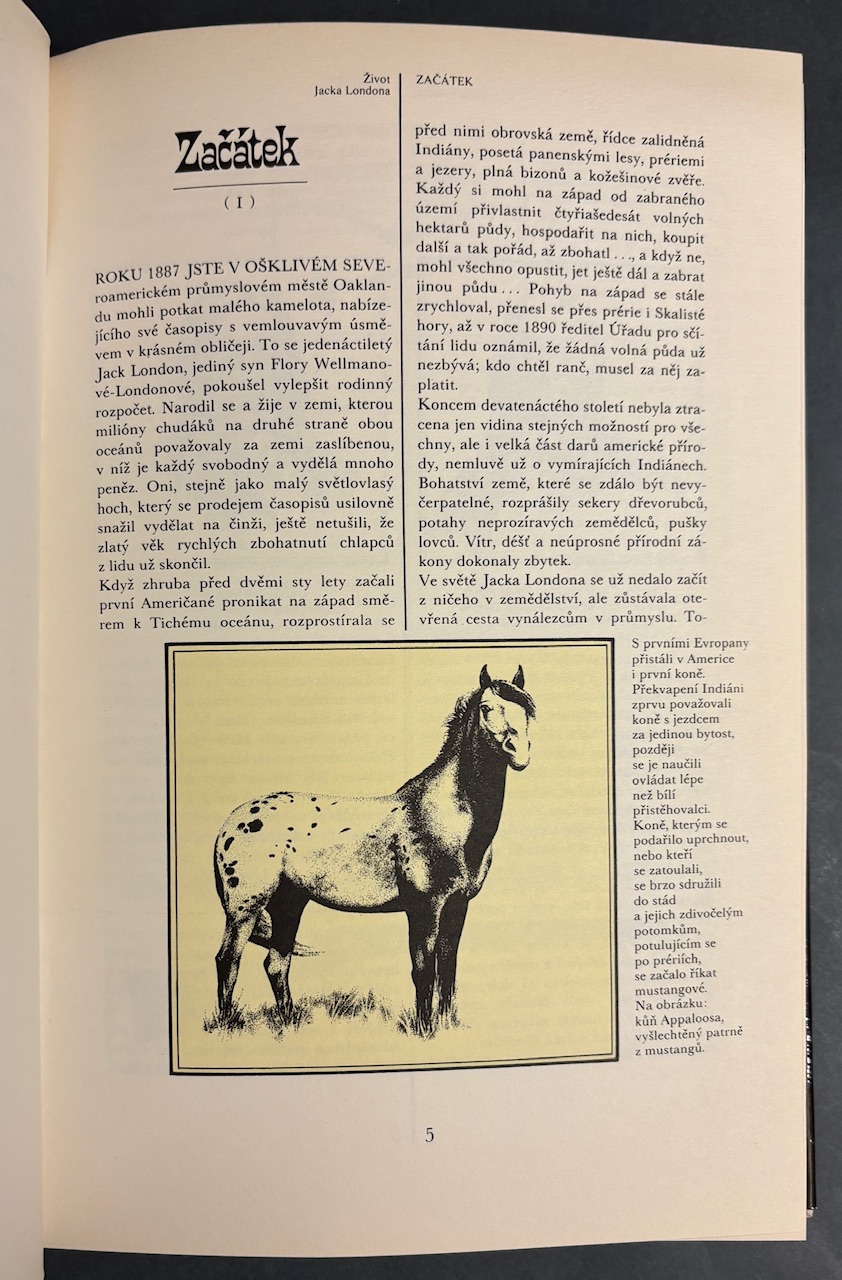 Život
Jacka Londona
ZAČÁTEK
Začátek
( I )
ROKU 1887 JSTE V OŠKLIVÉM SEVE-
roamerickém průmyslovém městě Oaklan-
du mohli potkat malého kamelota, nabíze-
jícího své časopisy s vemlouvavým úsmě-
vem v krásném obličeji. To se jedenáctiletý
Jack London, jediný syn Flory Wellmano-
vé-Londonové, pokoušel vylepšit rodinný
rozpočet. Narodil se a žije v zemi, kterou
milióny chudáků na druhé straně obou
oceánů považovaly za zemi zaslíbenou,
v níž je každý svobodný a vydělá mnoho
peněz. Oni, stejně jako malý světlovlasý
hoch, který se prodejem časopisů usilovně
snažil vydělat na činži, ještě netušili, že
zlatý věk rychlých zbohatnutí chlapců
z lidu už skončil.
Když zhruba před dvěmi sty lety začali
první Američané pronikat na západ smě-
rem k Tichému oceánu, rozprostírala se
před nimi obrovská země, řídce zalidněná
Indiány, posetá panenskými lesy, prériemi
a jezery, plná bizonů a kožešinové zvěře.
Každý si mohl na západ od zabraného
území přivlastnit čtyřiašedesát volných
hektarů půdy, hospodařit na nich, koupit
další a tak pořád, až zbohatl ..., a když ne,
mohl všechno opustit, jet ještě dál a zabrat
jinou půdu ... Pohyb na západ se stále
zrychloval, přenesl se přes prérie i Skalisté
hory, až v roce 1890 ředitel Úřadu pro sčí-
tání lidu oznámil, že žádná volná půda už
nezbývá; kdo chtěl ranč, musel za něj za-
platit.
Koncem devatenáctého století nebyla ztra-
cena jen vidina stejných možností pro vše-
chny, ale i velká část darů americké příro-
dy, nemluvě už o vymírajících Indiánech.
Bohatství země, které se zdálo být nevy-
čerpatelné, rozprášily sekery dřevorubců,
potahy neprozíravých zemědělců, pušky
lovců. Vítr, déšť a neúprosné přírodní zá-
kony dokonaly zbytek.
Ve světě Jacka Londona se už nedalo začít
z ničeho v zemědělství, ale zůstávala ote-
vřená cesta vynálezcům v průmyslu. To-
S prvními Evropany
přistáli v Americe
i první koně.
Překvapení Indiáni
zprvu považovali
koně s jezdcem
za jedinou bytost,
později
se je naučili
ovládat lépe
než bílí
přistěhovalci.
Koně, kterým se
podařilo uprchnout,
nebo kteří
se zatoulali,
se brzo sdružili
do stád
a jejich zdivočelým
potomkům,
potulujícím se
po prériích,
se začalo říkat
mustangové.
Na obrázku:
kůň Appaloosa,
vyšlechtěný patrně
z mustangů.
5